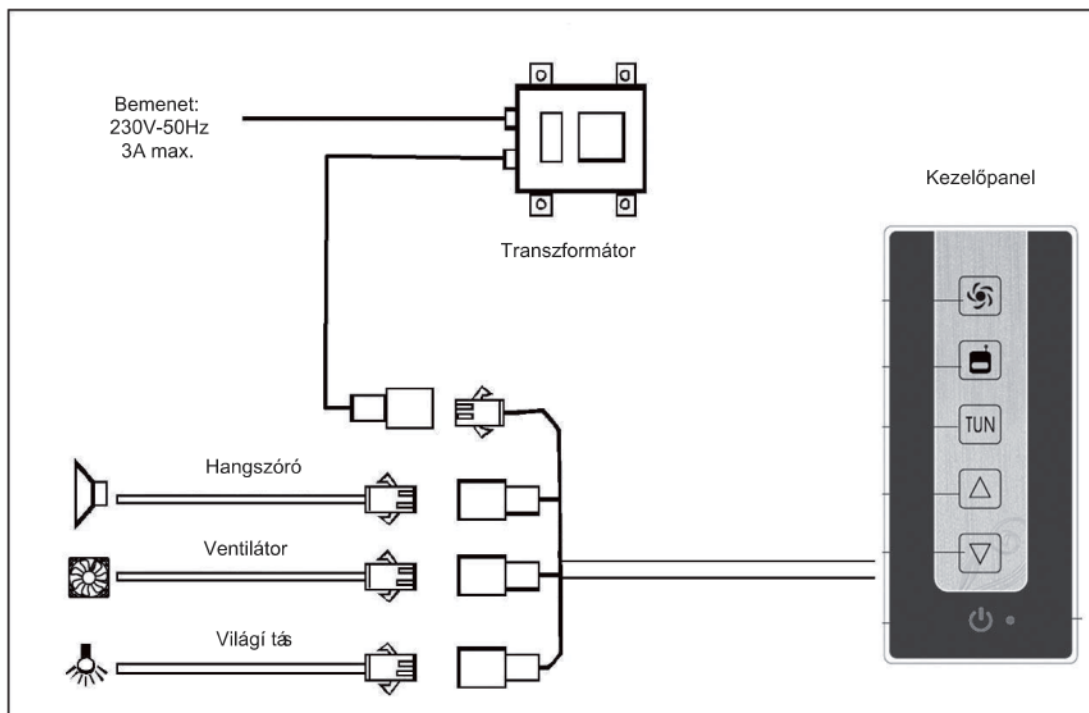 Bemenet:
230V-50Hz
3A max.
Transzformátor
Kezelőpanel
TUN
Hangszóró
Ventilátor
Világí tás